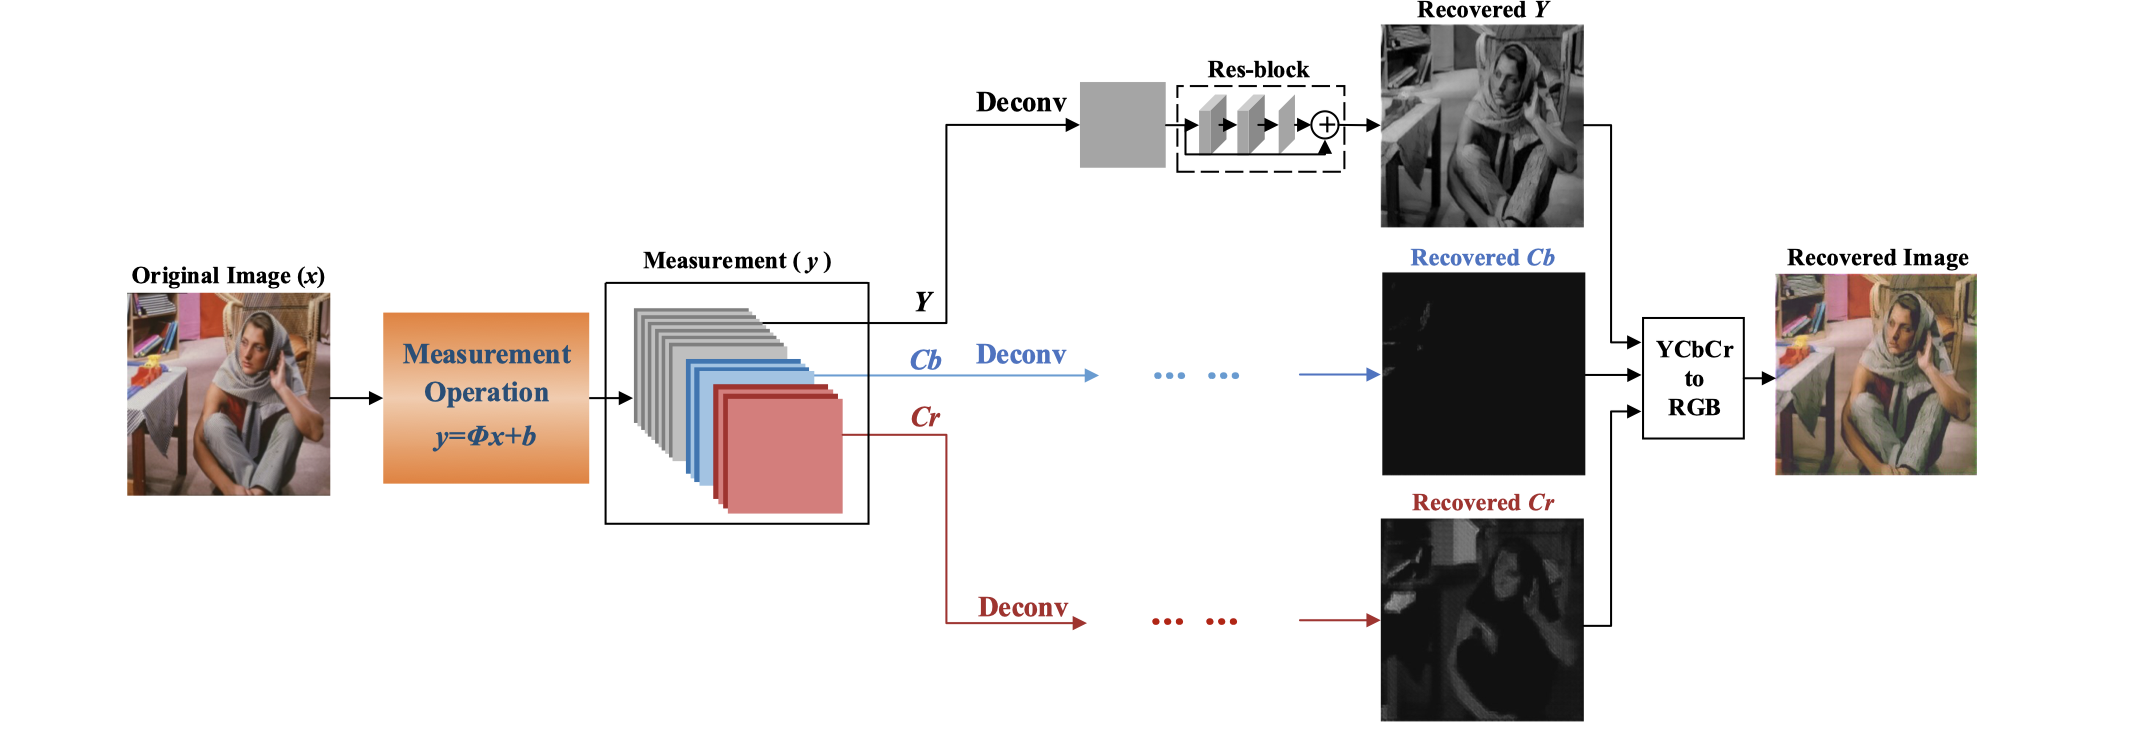 Recovered Y
Res-block
Deconv
Original Image (x)
Measurement
Operation
y=Φx+b
Measurement ( y )
Y
Cb
Deconv
Cr
Deconv
Recovered Cb
Recovered Cr
YCbCr
to
RGB
Recovered Image